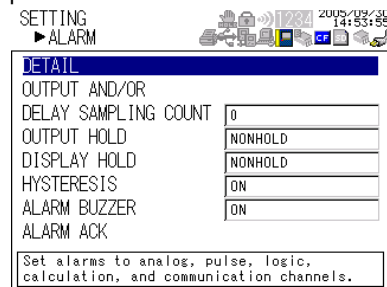 SETTING
▶ALARM
1234
2005/09/30
14:53:55
CF
SD
DETAIL
OUTPUT AND/OR
DELAY SAMPLING COUNT 0
OUTPUT HOLD NONHOLD
DISPLAY HOLD NONHOLD
HYSTERESIS ON
ALARM BUZZER ON
ALARM ACK
Set alarms to analog, pulse, logic,
calculation, and communication channels.